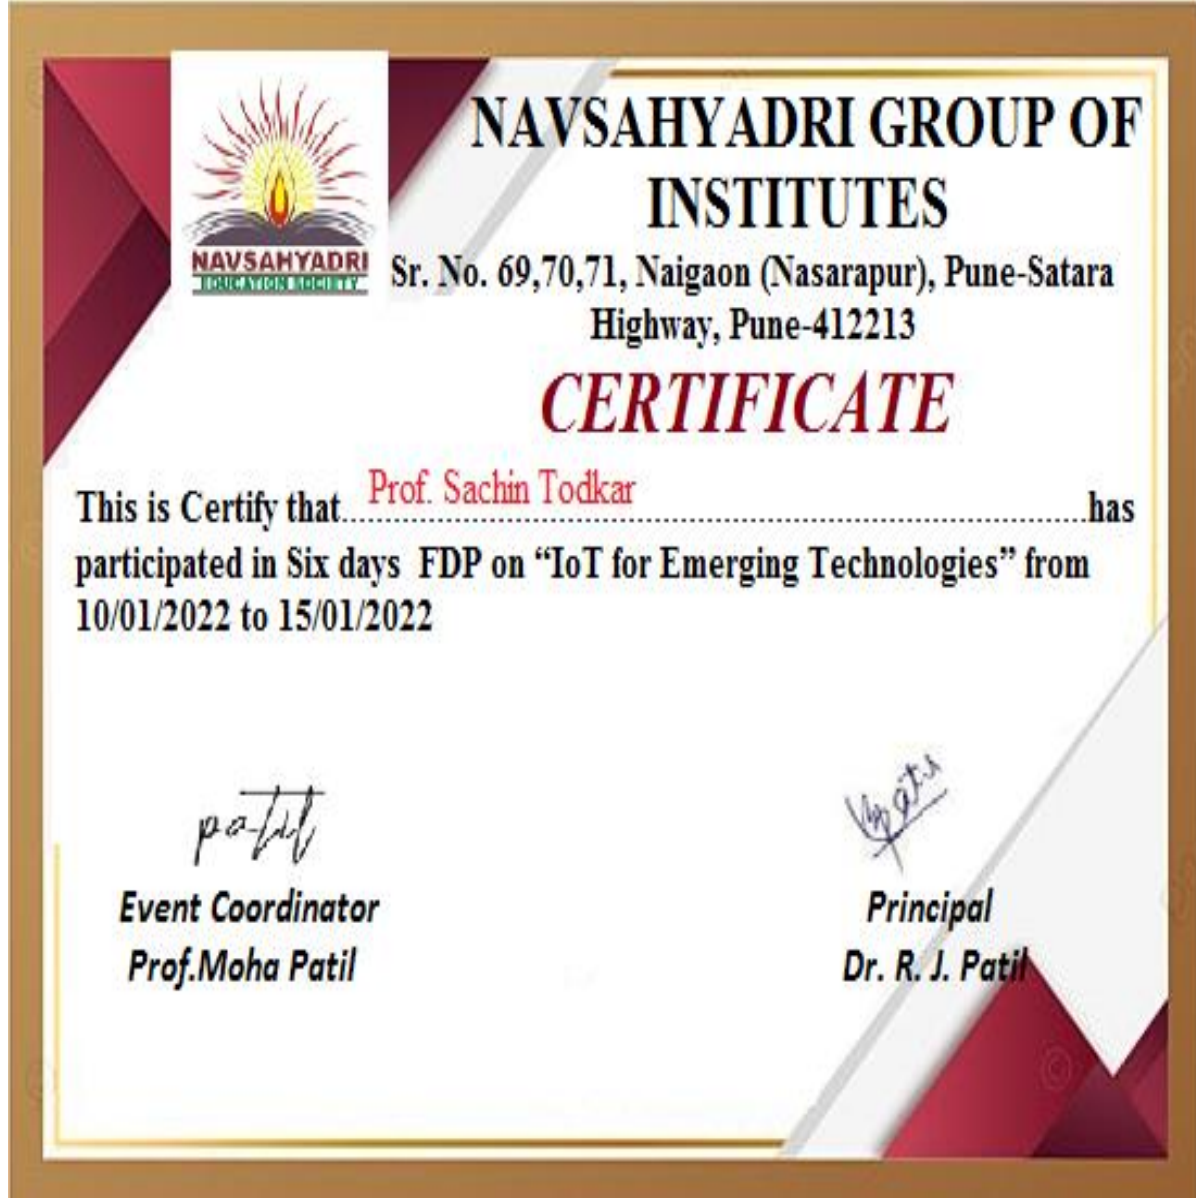 NAVSAHYADRI GROUP OF
INSTITUTES
NAVSAHYADRI
EDUCATION SOCIETY
Sr. No. 69,70,71, Naigaon (Nasarapur), Pune-Satara
Highway, Pune-412213
CERTIFICATE
This is Certify that Prof. Sachin Todkar has
participated in Six days FDP on “IoT for Emerging Technologies” from
10/01/2022 to 15/01/2022
patil
Event Coordinator
Principal
Prof.Moha Patil
Dr. R. J. Patil